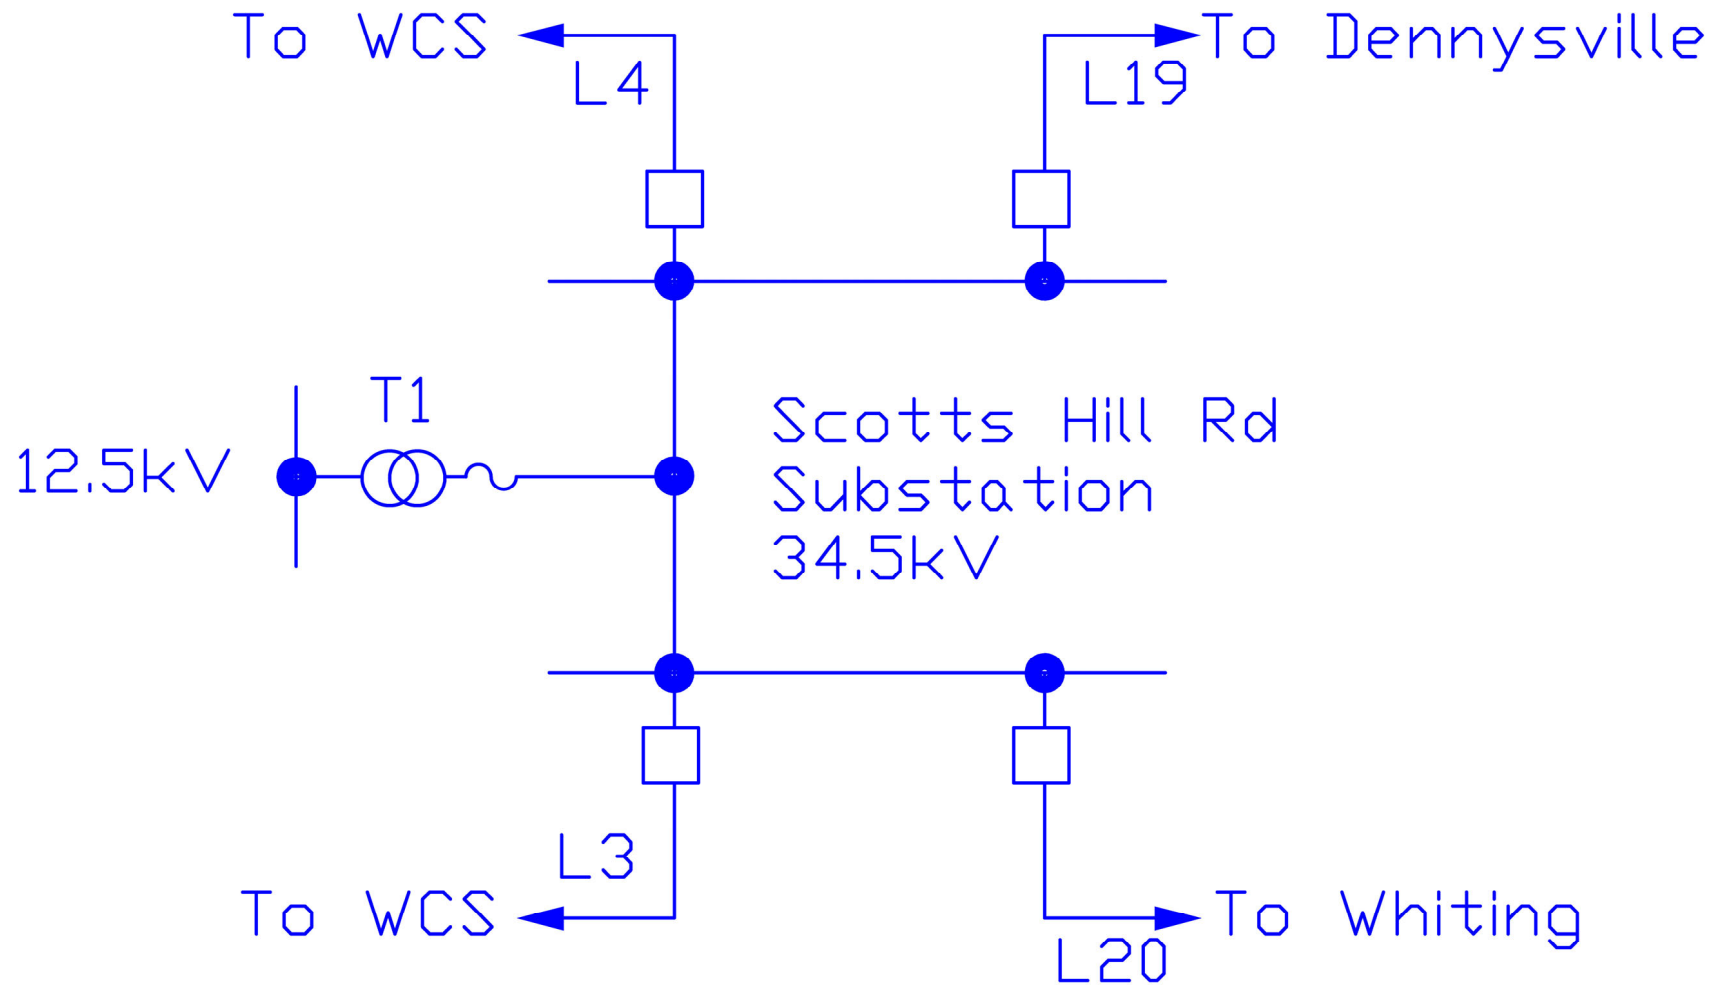 To WCS
L4
To Dennysville
L19
T1
12.5kV
Scotts Hill Rd
Substation
34.5kV
L3
To WCS
To Whiting
L20